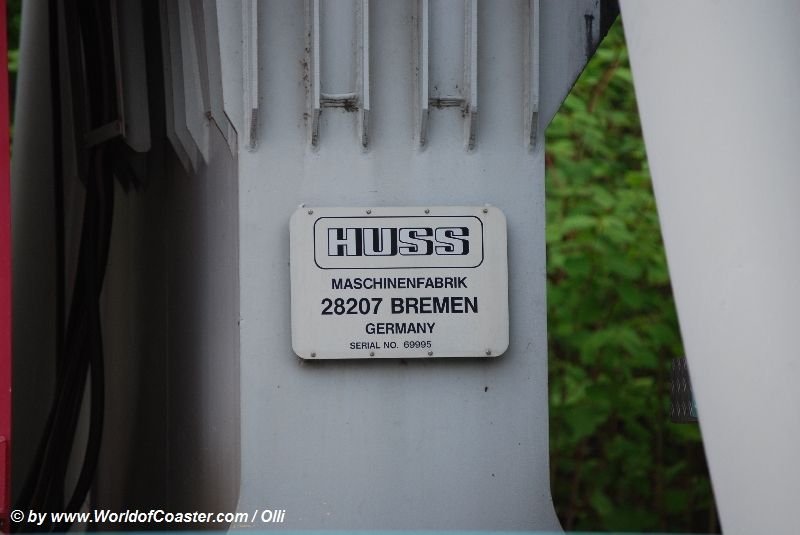 HUSS
MASCHINENFABRIK
28207 BREMEN
GERMANY
SERIAL NO. 69995
© by www.WorldofCoaster.com / Olli